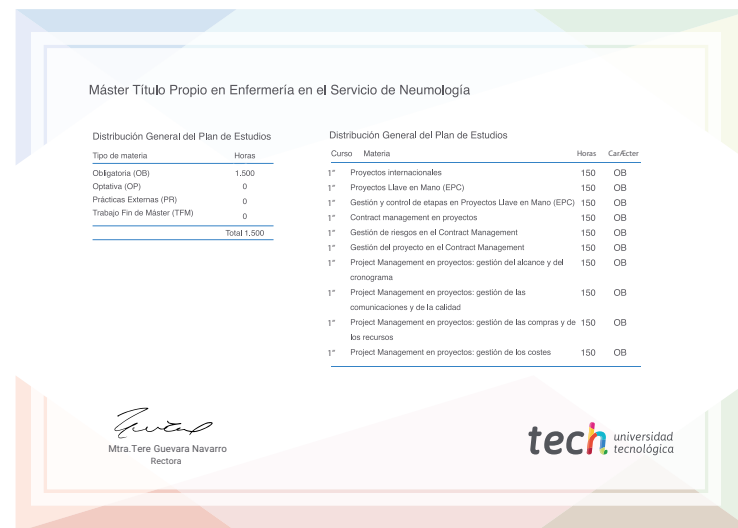 Máster Título Propio en Enfermería en el Servicio de Neumología
Distribución General del Plan de Estudios
Tipo de materia Horas
Obligatoria (OB) 1.500
Optativa (OP) 0
Prácticas Externas (PR) 0
Trabajo Fin de Máster (TFM) 0
Total 1.500
Distribución General del Plan de Estudios
Curso Materia Horas CarÆcter
1º Proyectos internacionales 150 OB
1º Proyectos Llave en Mano (EPC) 150 OB
1º Gestión y control de etapas en Proyectos Llave en Mano (EPC) 150 OB
1º Contract management en proyectos 150 OB
1º Gestión de riesgos en el Contract Management 150 OB
1º Gestión del proyecto en el Contract Management 150 OB
1º Project Management en proyectos: gestión del alcance y del 150 OB
cronograma
1º Project Management en proyectos: gestión de las 150 OB
comunicaciones y de la calidad
1º Project Management en proyectos: gestión de las compras y de 150 OB
los recursos
1º Project Management en proyectos: gestión de los costes 150 OB
Mtra.Tere Guevara Navarro
Rectora
tech universidad
tecnológica